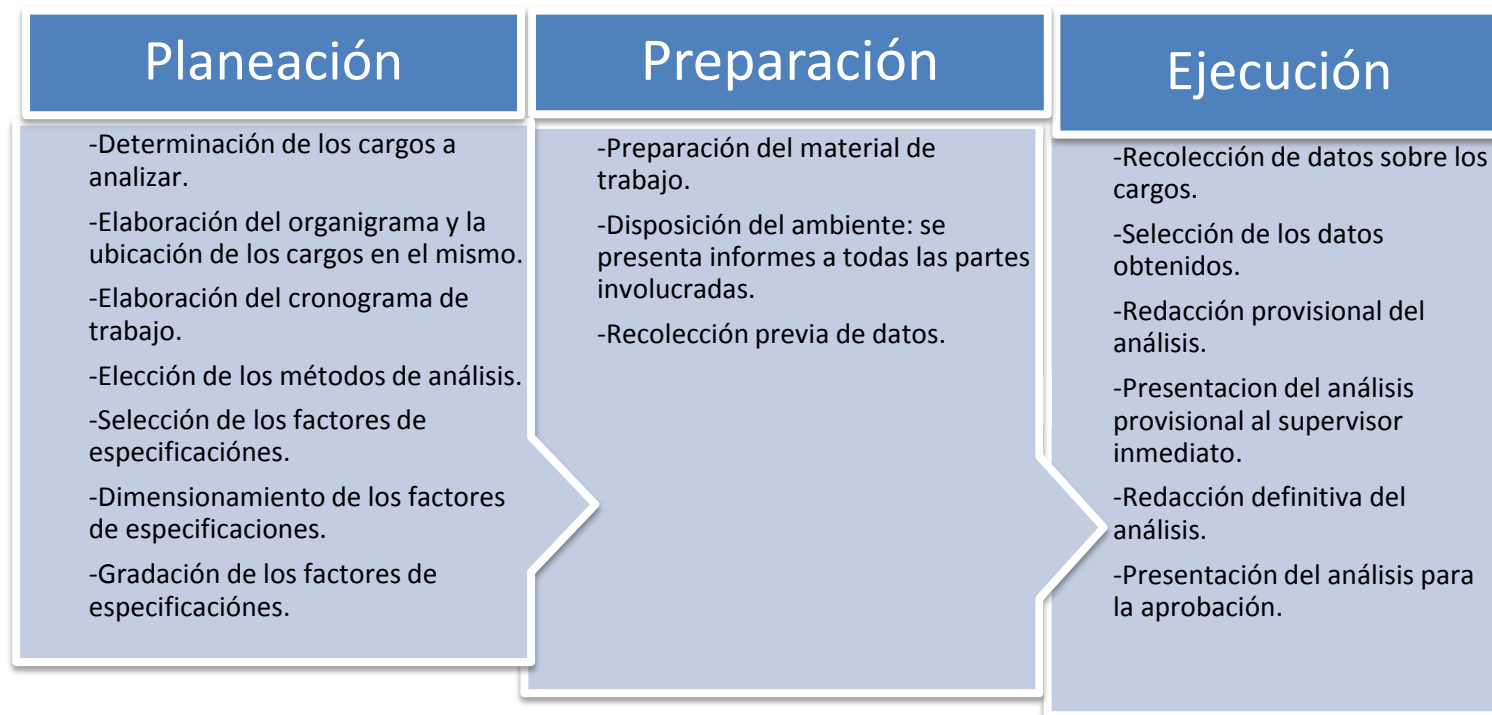 Planeación
-Determinación de los cargos a
analizar.
-Elaboración del organigrama y la
ubicación de los cargos en el mismo.
-Elaboración del cronograma de
trabajo.
-Elección de los métodos de análisis.
-Selección de los factores de
especificaciónes.
-Dimensionamiento de los factores
de especificaciones.
-Gradación de los factores de
especificaciónes.
Preparación
-Preparación del material de
trabajo.
-Disposición del ambiente: se
presenta informes a todas las partes
involucradas.
-Recolección previa de datos.
Ejecución
-Recolección de datos sobre los
cargos.
-Selección de los datos
obtenidos.
-Redacción provisional del
análisis.
-Presentacion del análisis
provisional al supervisor
inmediato.
-Redacción definitiva del
análisis.
-Presentación del análisis para
la aprobación.